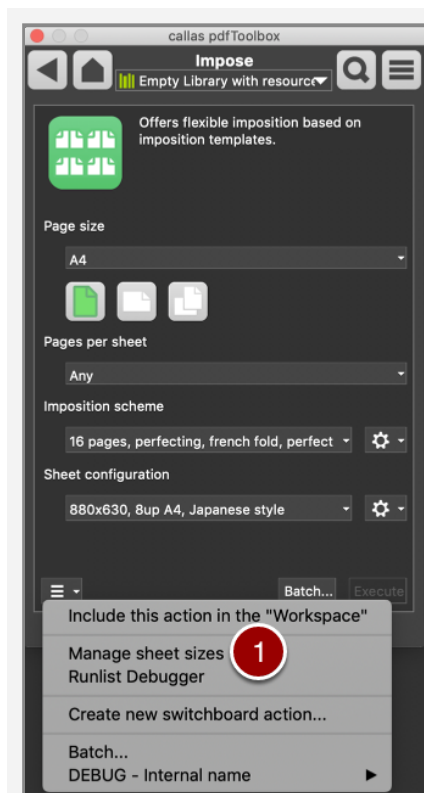 callas pdfToolbox
Impose
Empty Library with resource
Offers flexible imposition based on
imposition templates.
Page size
A4
Pages per sheet
Any
Imposition scheme
16 pages, perfecting, french fold, perfect
Sheet configuration
880x630, 8up A4, Japanese style
Batch...
Execute
Include this action in the "Workspace"
Manage sheet sizes
1
Runlist Debugger
Create new switchboard action...
Batch...
DEBUG - Internal name